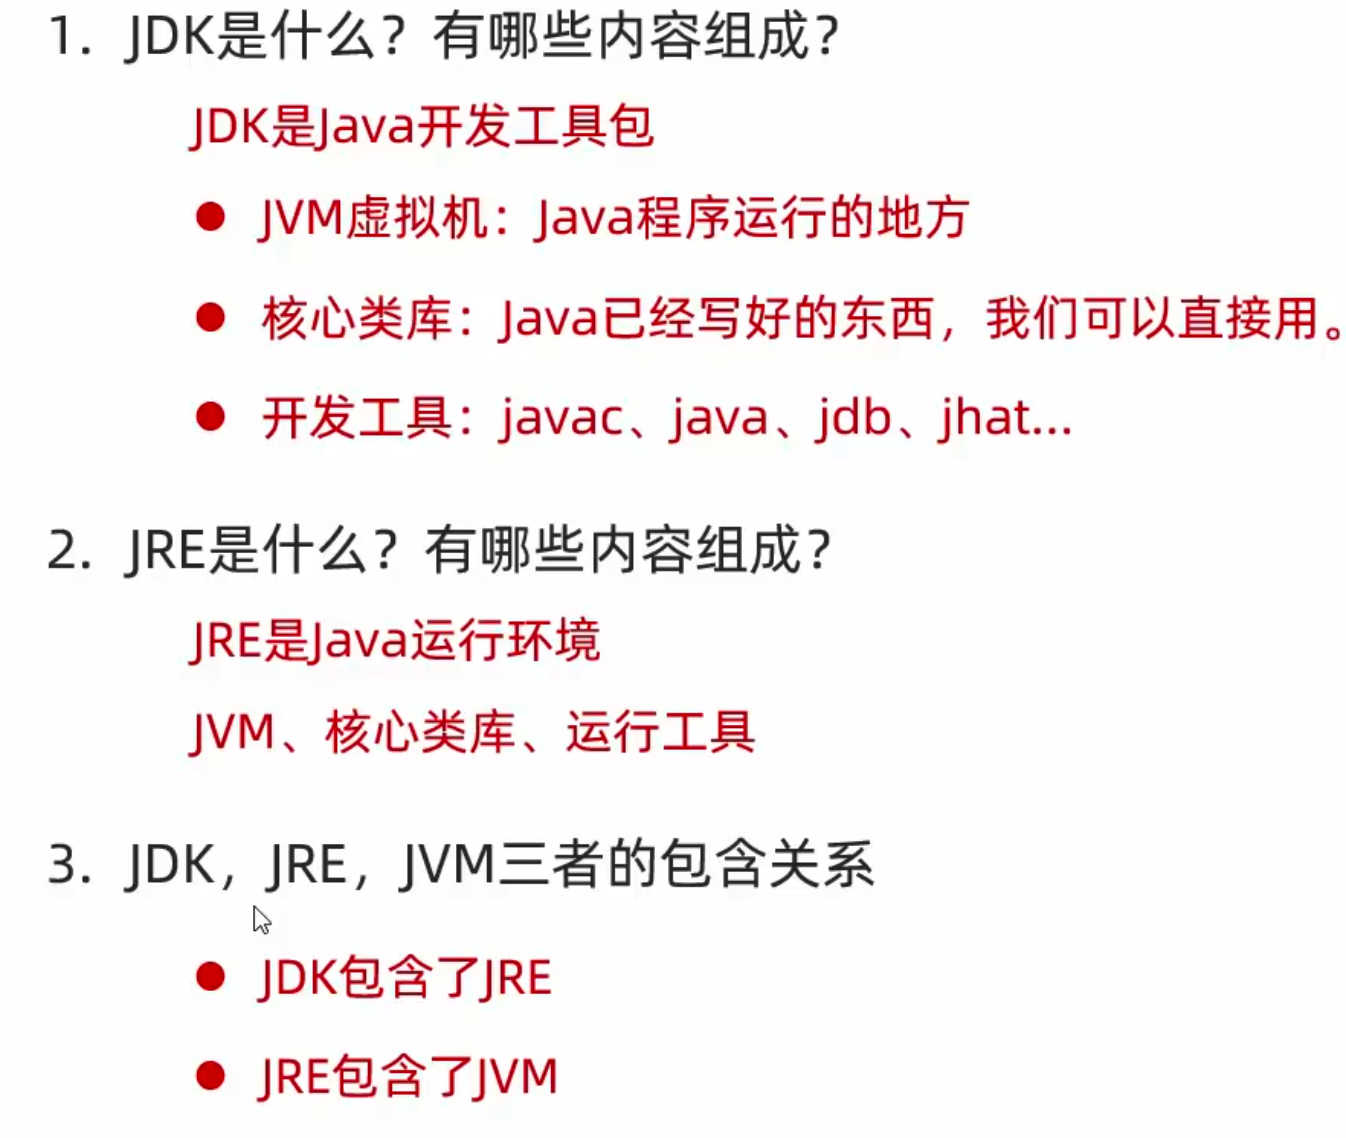 1. JDK是什么？有哪些内容组成？
JDK是Java开发工具包
● JVM虚拟机：Java程序运行的地方
● 核心类库：Java已经写好的东西，我们可以直接用。
● 开发工具：javac、java、jdb、jhat...
2. JRE是什么？有哪些内容组成？
JRE是Java运行环境
JVM、核心类库、运行工具
3. JDK，JRE，JVM三者的包含关系
● JDK包含了JRE
● JRE包含了JVM